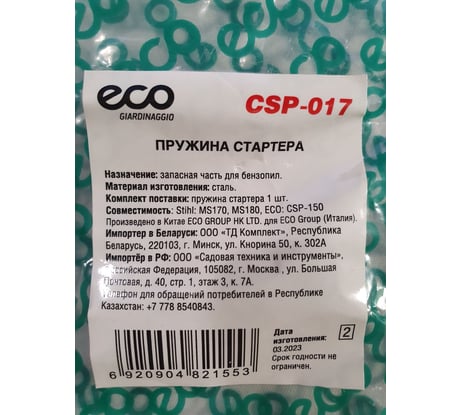 eco
GIARDINAGGIO
CSP-017
ПРУЖИНА СТАРТЕРА
Назначение: запасная часть для бензопил.
Материал изготовления: сталь.
Комплект поставки: пружина стартера 1 шт.
Совместимость: Stihl: MS170, MS180, ECO: CSP-150
Произведено в Китае ECO GROUP HK LTD. для ECO Group (Италия).
Импортер в Беларуси: ООО «ТД Комплект», Республика
Беларусь, 220103, г. Минск, ул. Кнорина 50, к. 302А
Импортёр в РФ: ООО «Садовая техника и инструменты».
Российская Федерация, 105082, г. Москва , ул. Большая
Почтовая, д. 40, стр. 1, этаж 3, к. 7А.
Телефон для обращений потребителей в Республике
Казахстан: +7 778 8540843.
Дата
изготовления:
03.2023
2
Срок годности не
ограничен.
6 920904 821553